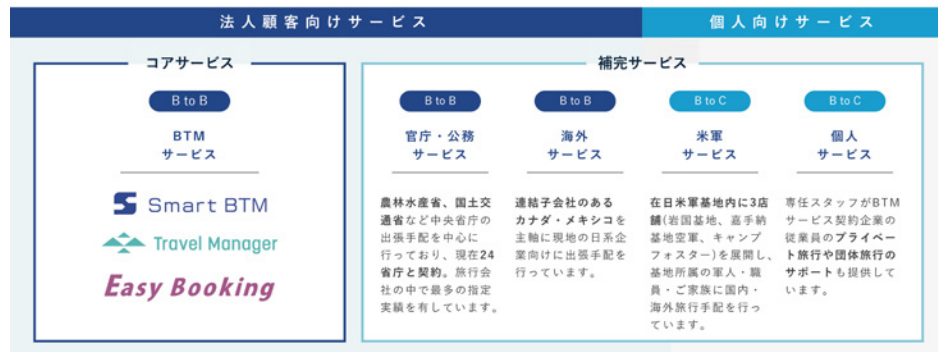 法人顧客向けサービス
個人向けサービス
コアサービス
B to B
BTM
サービス
Smart BTM
Travel Manager
Easy Booking
補完サービス
B to B
官庁・公務
サービス
農林水産省、国土交
通省など中央省庁の
出張手配を中心に
行っており、現在24
省庁と契約。旅行会
社の中で最多の指定
実績を有しています。
B to B
海外
サービス
連結子会社のある
カナダ・メキシコを
主軸に現地の日系企
業向けに出張手配を
行っています。
B to C
米軍
サービス
在日米軍基地内に3店
舗(岩国基地、嘉手納
基地空軍、キャンプ
フォスター)を展開し、
基地所属の軍人・職
員・ご家族に国内・
海外旅行手配を行っ
ています。
B to C
個人
サービス
専任スタッフがBTM
サービス契約企業の
従業員のプライベー
ト旅行や団体旅行の
サポートも提供して
います。